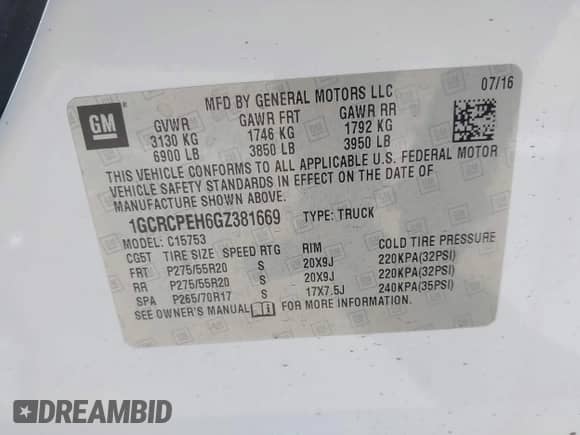 MFD BY GENERAL MOTORS LLC 07/16
GM
GVWR GAWR FRT GAWR RR
3130 KG 1746 KG 1792 KG
6900 LB 3850 LB 3950 LB
THIS VEHICLE CONFORMS TO ALL APPLICABLE U.S. FEDERAL MOTOR
VEHICLE SAFETY STANDARDS IN EFFECT ON THE DATE OF
MANUFACTURE SHOWN ABOVE.
1GCRCPEH6GZ381669 TYPE: TRUCK
MODEL: C15753
CG5T TIRE SIZE SPEED RTG RIM COLD TIRE PRESSURE
FRT P275/55R20 S 20X9J 220KPA(32PSI)
RR P275/55R20 S 20X9J 220KPA(32PSI)
SPA P265/70R17 S 17X7.5J 240KPA(35PSI)
SEE OWNER'S MANUAL FOR MORE INFORMATION.
DREAMBID